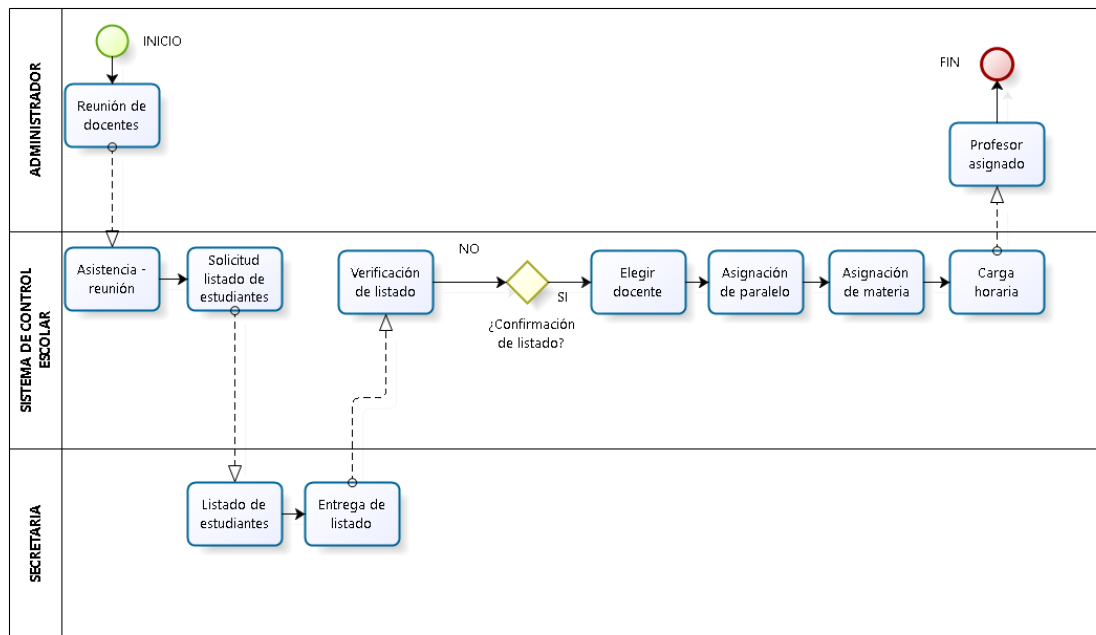 ADMINISTRADOR
INICIO
Reunión de
docentes
FIN
Profesor
asignado
SISTEMA DE CONTROL
ESCOLAR
Asistencia -
reunión
Solicitud
listado de
estudiantes
Verificación
de listado
NO
¿Confirmación
de listado?
SI
Elegir
docente
Asignación
de paralelo
Asignación
de materia
Carga
horaria
SECRETARIA
Listado de
estudiantes
Entrega de
listado